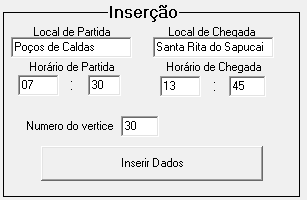 Inserção
Local de Partida Local de Chegada
Poços de Caldas Santa Rita do Sapucai
Horário de Partida Horário de Chegada
07 : 30 13 : 45
Numero do vertice 30
Inserir Dados